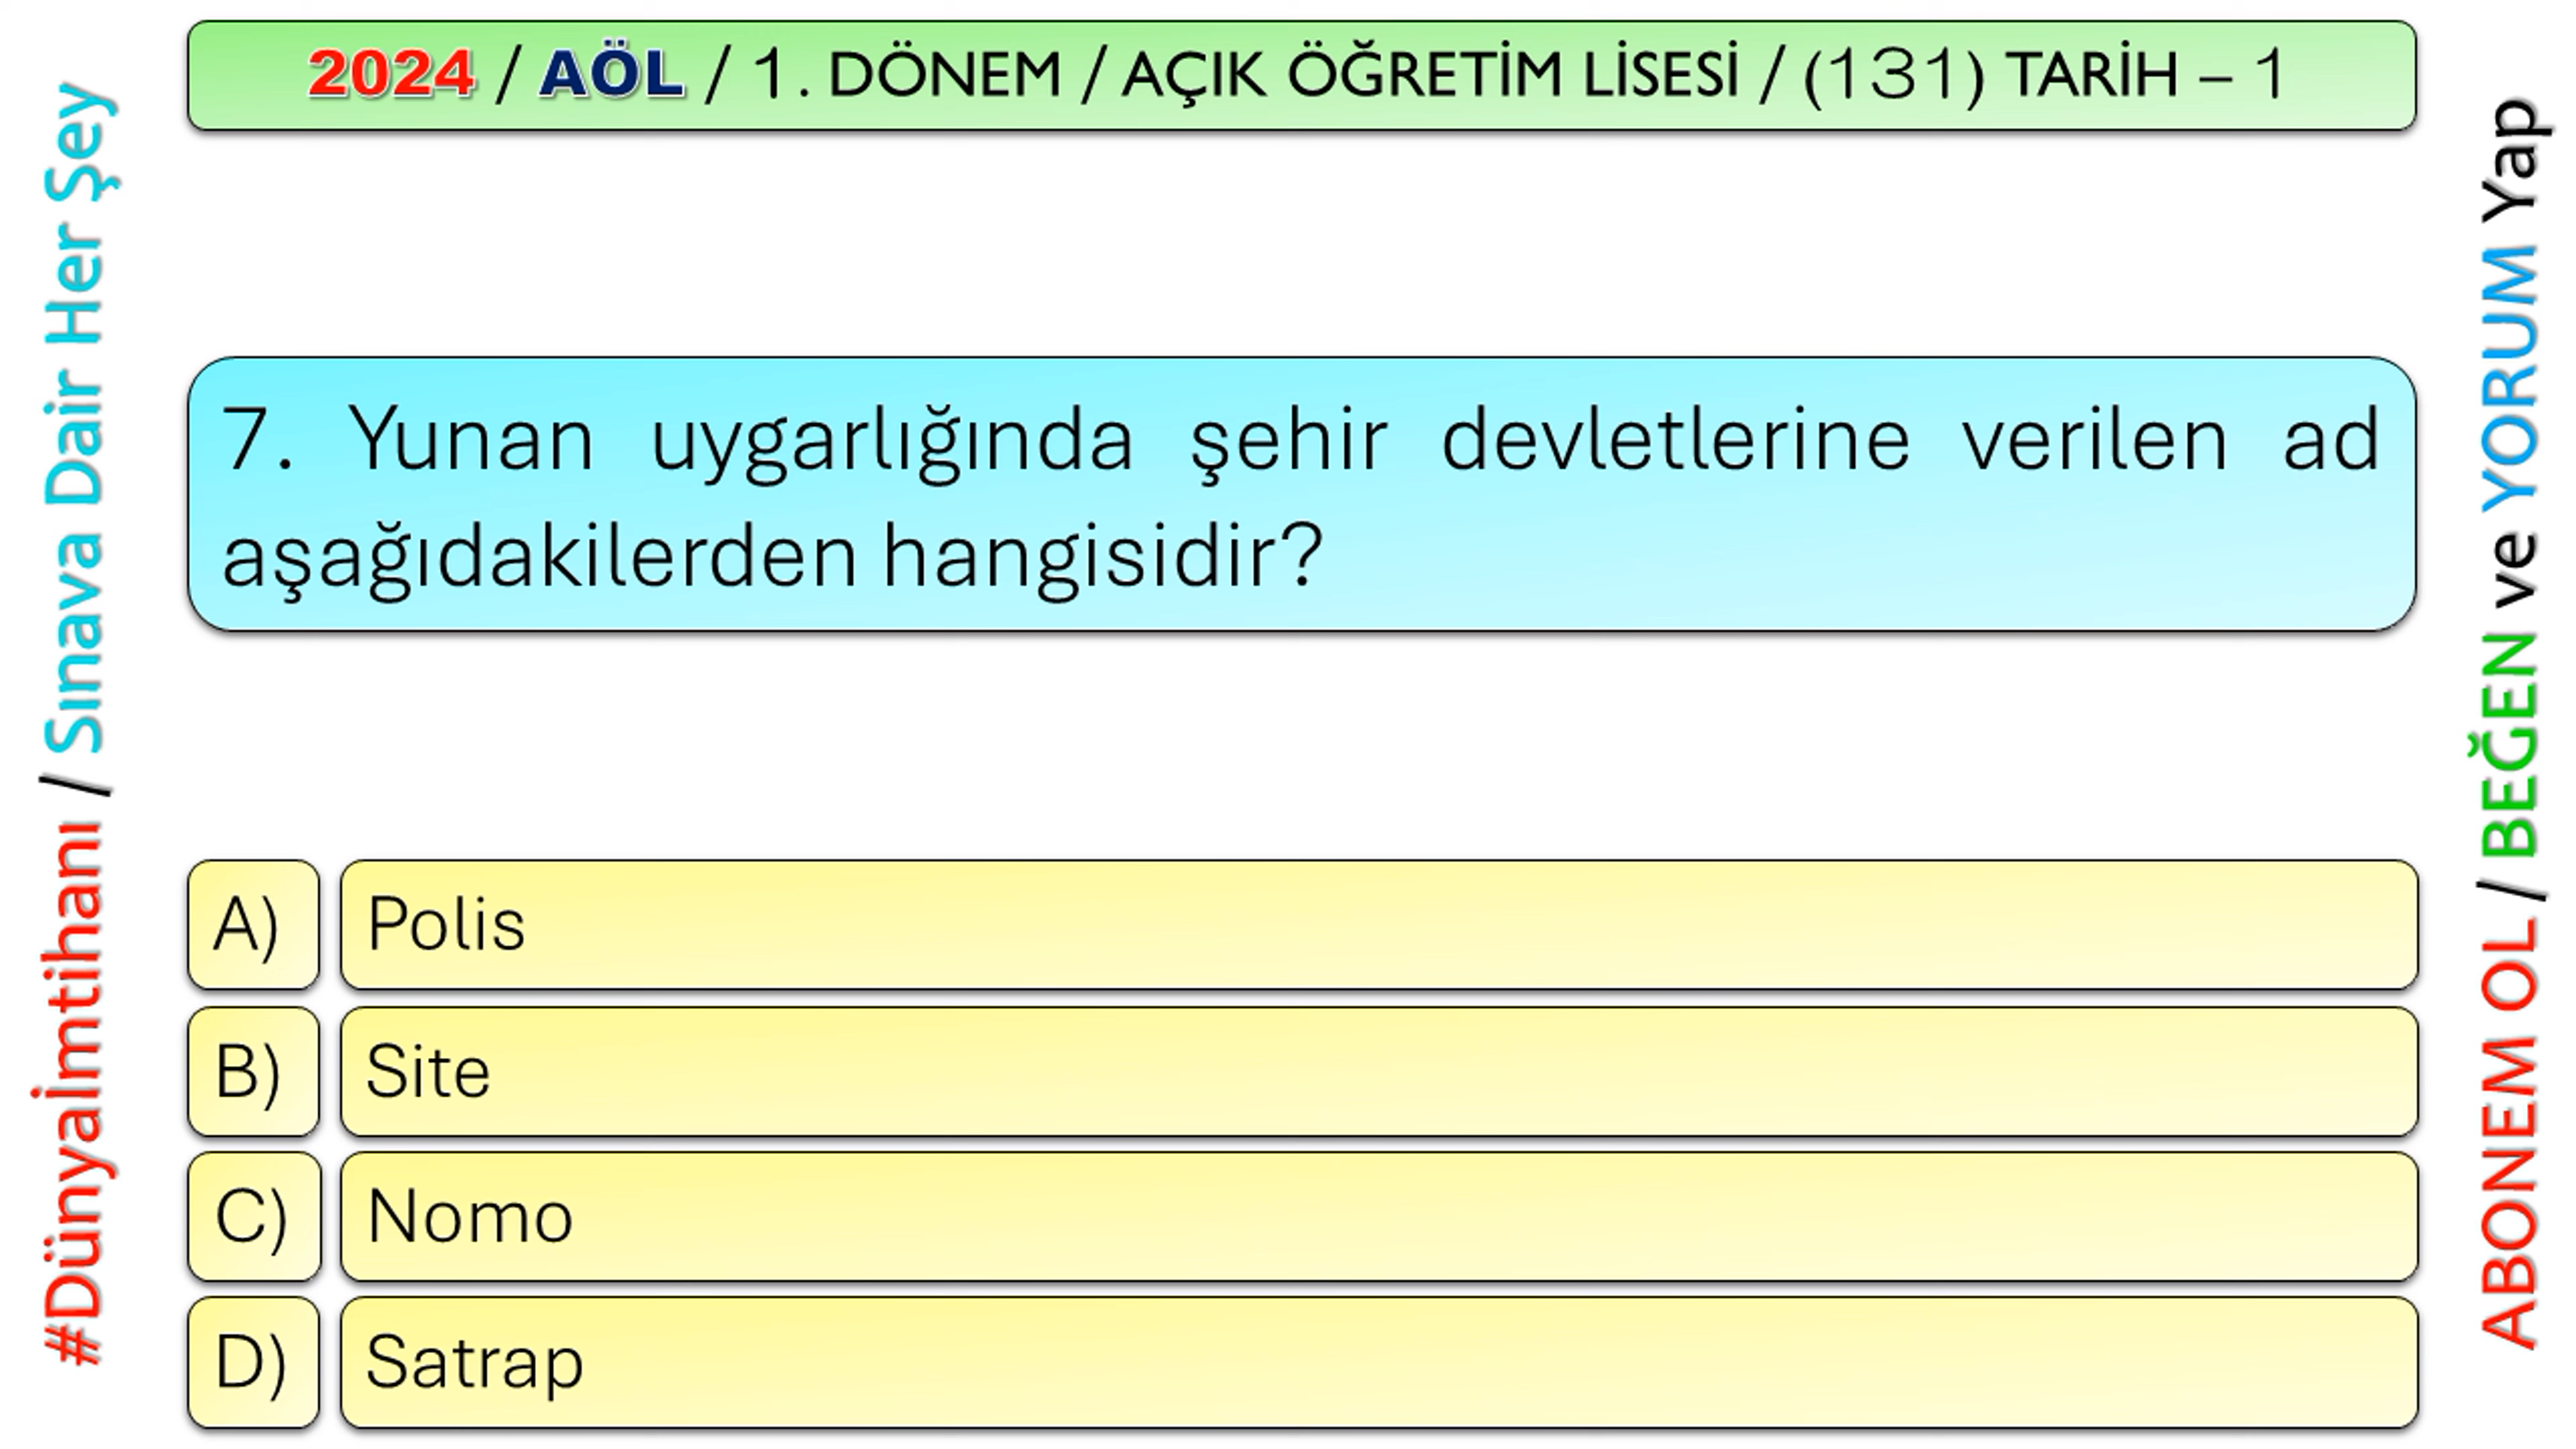 2024 / AÖL / 1. DÖNEM / AÇIK ÖĞRETİM LİSESİ / (131) TARİH – 1
#Dünyaİmtihanı / Sınava Dair Her Şey
7. Yunan uygarlığında şehir devletlerine verilen ad
aşağıdakilerden hangisidir?
A) Polis
B) Site
C) Nomo
D) Satrap
ABONEM OL / BEĞEN ve YORUM Yap